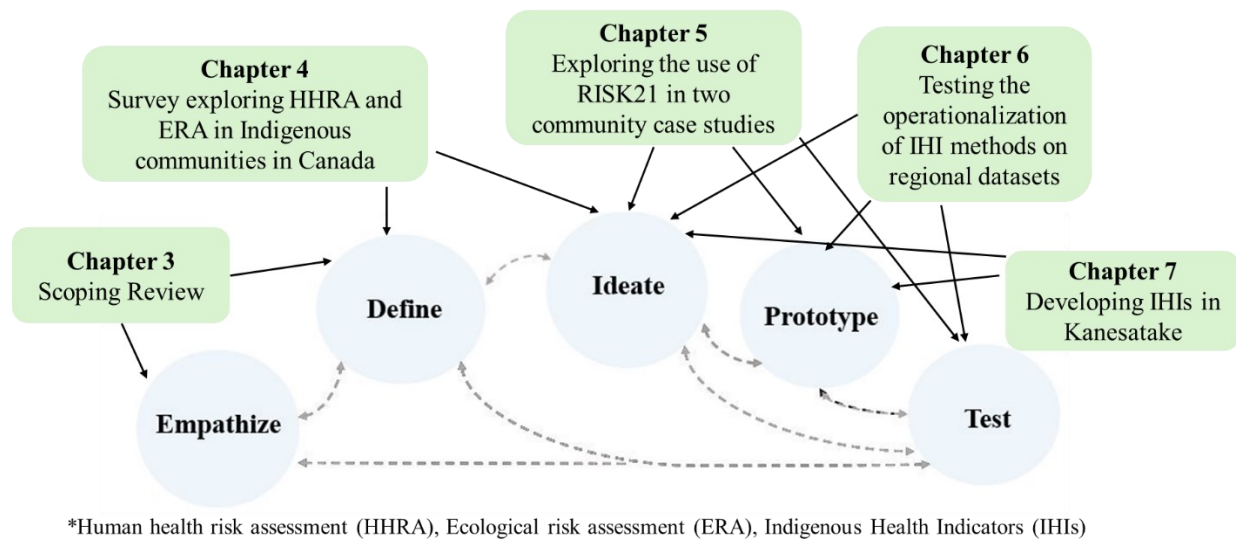 Chapter 4
Survey exploring HHRA and
ERA in Indigenous
communities in Canada
Chapter 5
Exploring the use of
RISK21 in two
community case studies
Chapter 6
Testing the
operationalization
of IHI methods on
regional datasets
Chapter 3
Scoping Review
Chapter 7
Developing IHIs in
Kanesatake
Empathize
Define
Ideate
Prototype
Test
*Human health risk assessment (HHRA), Ecological risk assessment (ERA), Indigenous Health Indicators (IHIs)